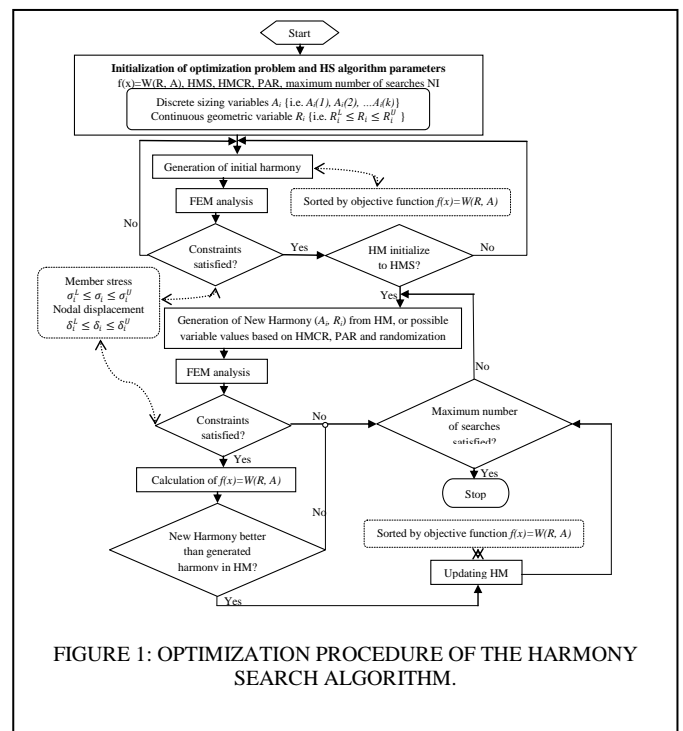 Start
Initialization of optimization problem and HS algorithm parameters
f(x)=W(R, A), HMS, HMCR, PAR, maximum number of searches NI
Discrete sizing variables Ai {i.e. Ai(1), Ai(2), ...Ai(k)}
Continuous geometric variable Ri {i.e. Ri^L ≤ Ri ≤ Ri^U }
Generation of initial harmony
FEM analysis
Sorted by objective function f(x)=W(R, A)
No
Constraints
satisfied?
Yes
HM initialize
to HMS?
No
Member stress
σi^L ≤ σi ≤ σi^U
Nodal displacement
δi^L ≤ δi ≤ δi^U
Yes
Generation of New Harmony (Ai, Ri) from HM, or possible
variable values based on HMCR, PAR and randomization
FEM analysis
No
Constraints
satisfied?
No
Maximum number
of searches
satisfied?
Yes
Yes
Calculation of f(x)=W(R, A)
Stop
No
New Harmony better
than generated
harmony in HM?
Sorted by objective function f(x)=W(R, A)
Updating HM
Yes
FIGURE 1: OPTIMIZATION PROCEDURE OF THE HARMONY
SEARCH ALGORITHM.